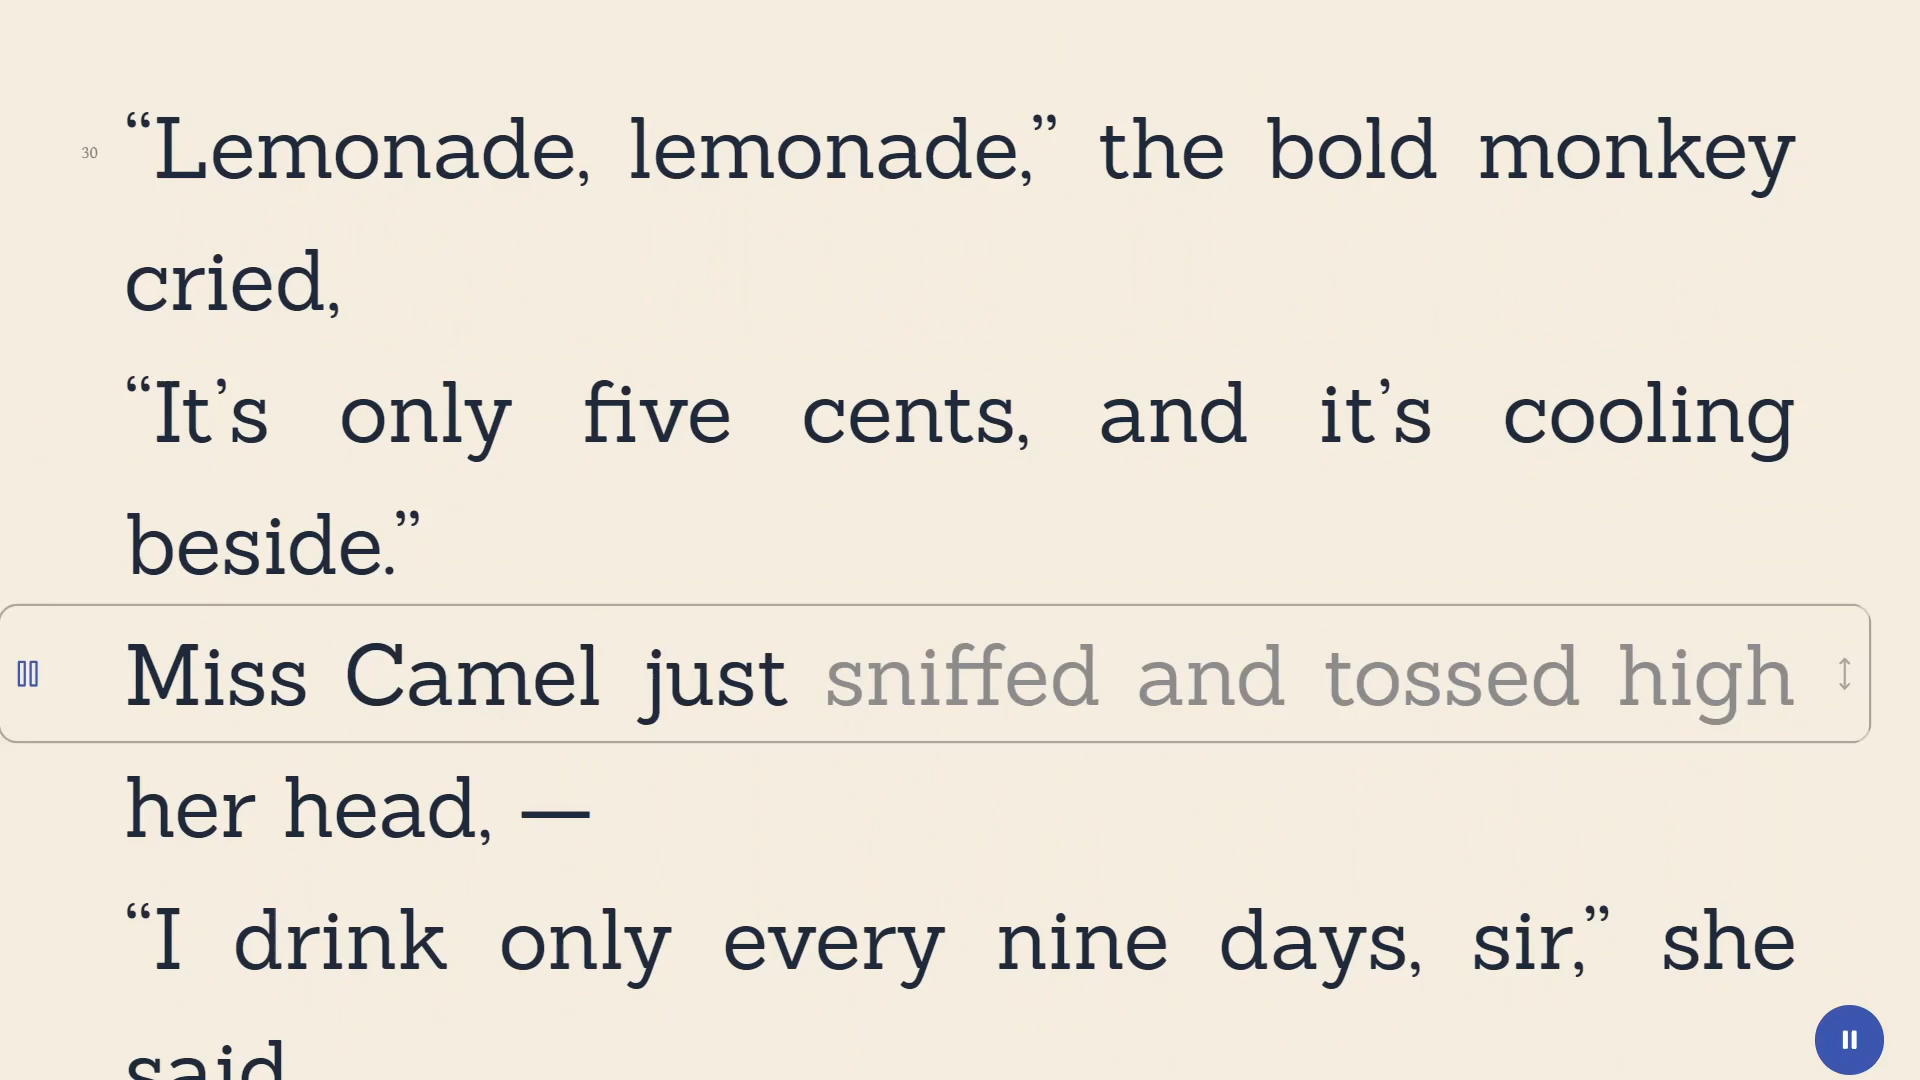 30
“Lemonade, lemonade,” the bold monkey
cried,
“It’s only five cents, and it’s cooling
beside.”
Miss Camel just sniffed and tossed high
her head, —
“I drink only every nine days, sir,” she
said